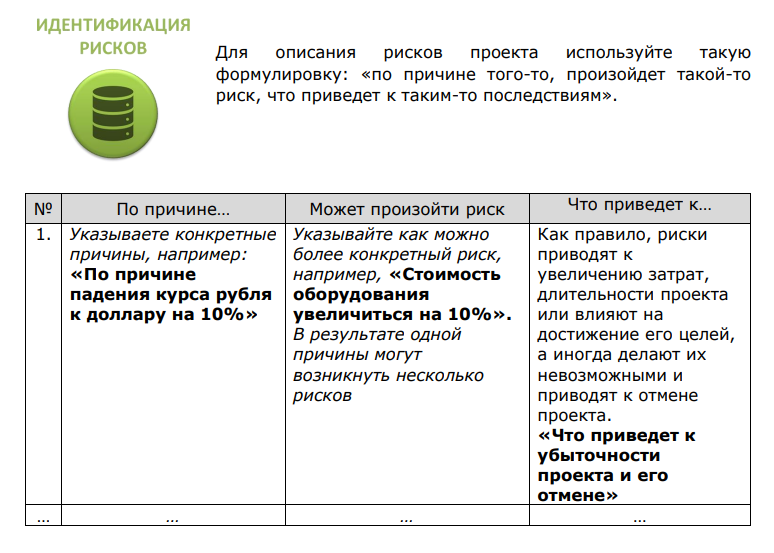 ИДЕНТИФИКАЦИЯ
РИСКОВ
Для описания рисков проекта используйте такую
формулировку: «по причине того-то, произойдет такой-то
риск, что приведет к таким-то последствиям».
№
По причине…
Может произойти риск
Что приведет к…
1.
Указываете конкретные
причины, например:
«По причине
падения курса рубля
к доллару на 10%»
Указывайте как можно
более конкретный риск,
например, «Стоимость
оборудования
увеличиться на 10%».
В результате одной
причины могут
возникнуть несколько
рисков
Как правило, риски
приводят к
увеличению затрат,
длительности проекта
или влияют на
достижение его целей,
а иногда делают их
невозможными и
приводят к отмене
проекта.
«Что приведет к
убыточности
проекта и его
отмене»
…
…
…
…